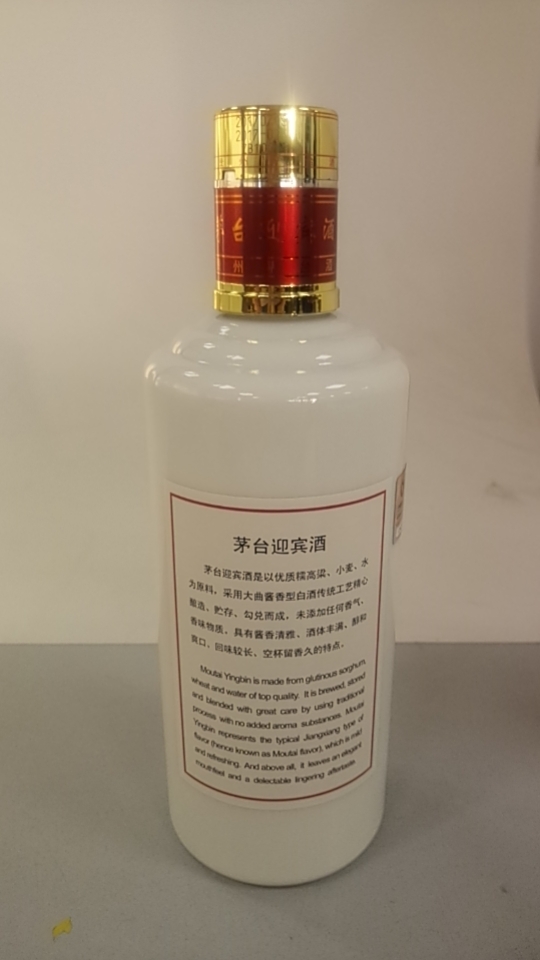 台迎 酒
州
茅台迎宾酒
茅台迎宾酒是以优质糯高粱、小麦、水
为原料，采用大曲酱香型白酒传统工艺精心
酿造、贮存、勾兑而成，未添加任何香气、
香味物质，具有酱香清雅、酒体丰满、醇和
爽口、回味较长、空杯留香久的特点。
Moutai Yingbin is made from glutinous sorghum,
wheat and water of top quality. It is brewed, stored
and blended with great care by using traditional
process with no added aroma substances. Moutai
Yingbin represents the typical Jiangxiang type of
flavor (hence known as Moutai flavor), which is mild
and refreshing. And above all, it leaves an elegant
mouthfeel and a delectable lingering aftertaste.